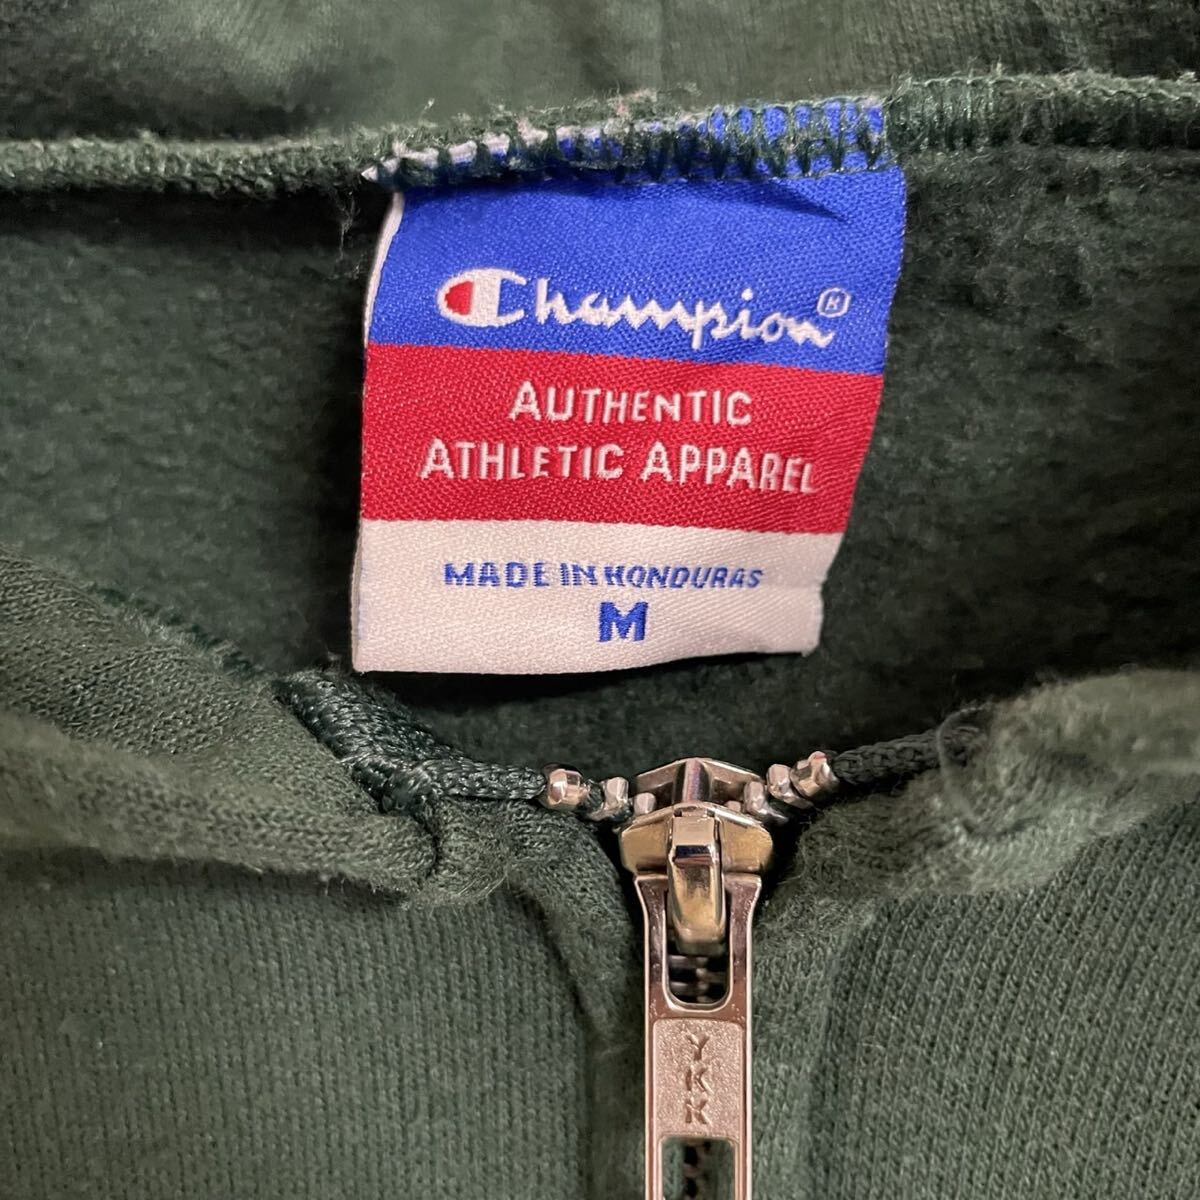 Champion®
AUTHENTIC
ATHLETIC APPAREL
MADE IN HONDURAS
M
YKK